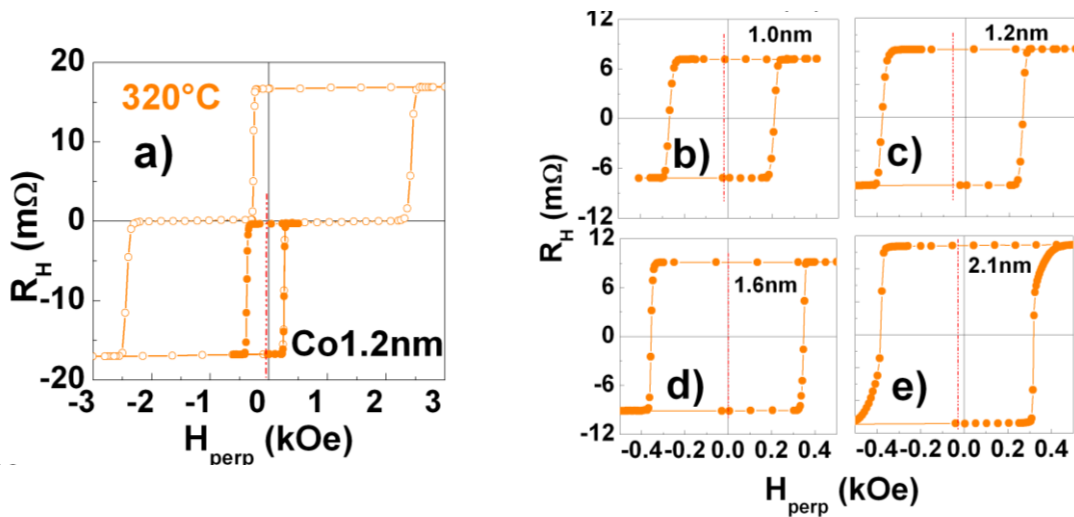 20
10
0
-10
-20
R_H (mΩ)
320°C
a)
Co1.2nm
-3 -2 -1 0 1 2 3
H_perp (kOe)
12
6
0
-6
-12
1.0nm
b)
1.2nm
c)
R_H (mΩ)
12
6
0
-6
-12
1.6nm
d)
2.1nm
e)
-0.4 -0.2 0.0 0.2 0.4
-0.4 -0.2 0.0 0.2 0.4
H_perp (kOe)